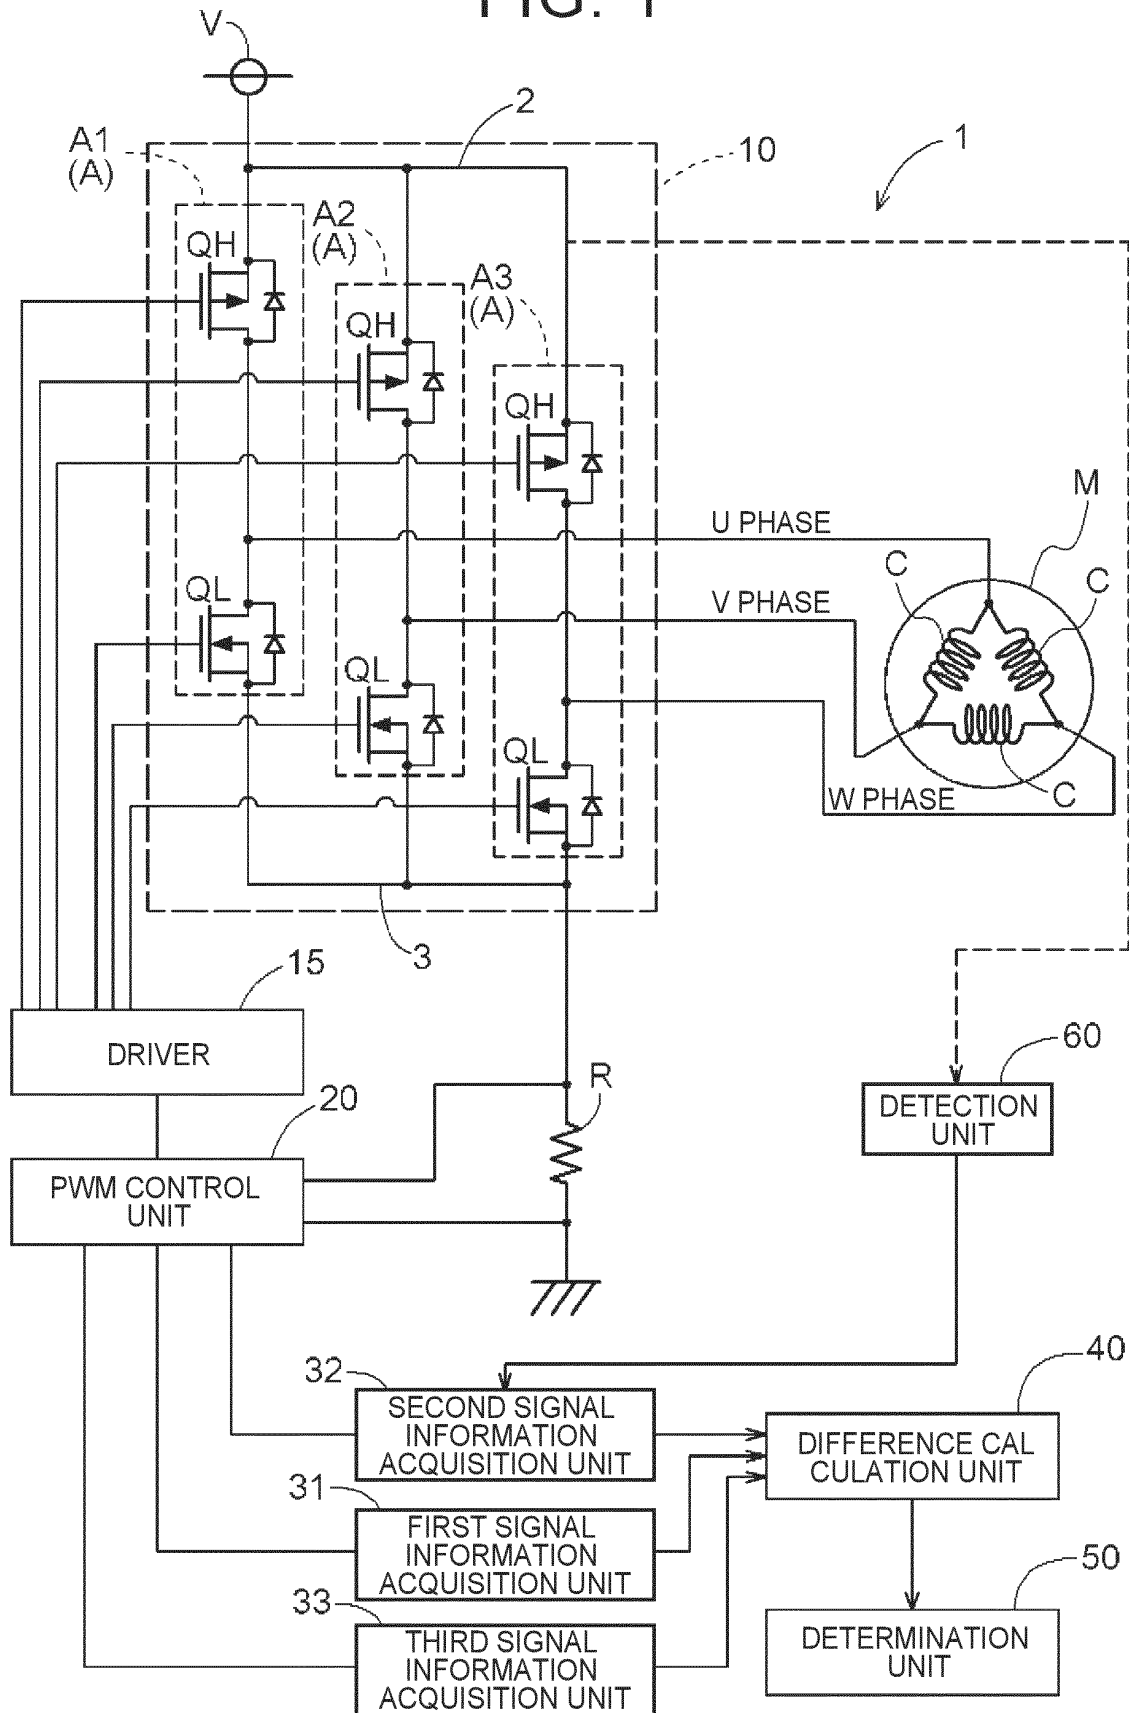 FIG. 1
V
2
A1
(A)
10
1
A2
(A)
QH
A3
(A)
QH
QH
M
U PHASE
C
C
QL
V PHASE
QL
QL
C
W PHASE
3
15
DRIVER
60
R
20
DETECTION
UNIT
PWM CONTROL
UNIT
32
40
SECOND SIGNAL
INFORMATION
ACQUISITION UNIT
DIFFERENCE CAL
CULATION UNIT
31
FIRST SIGNAL
INFORMATION
ACQUISITION UNIT
50
33
DETERMINATION
UNIT
THIRD SIGNAL
INFORMATION
ACQUISITION UNIT